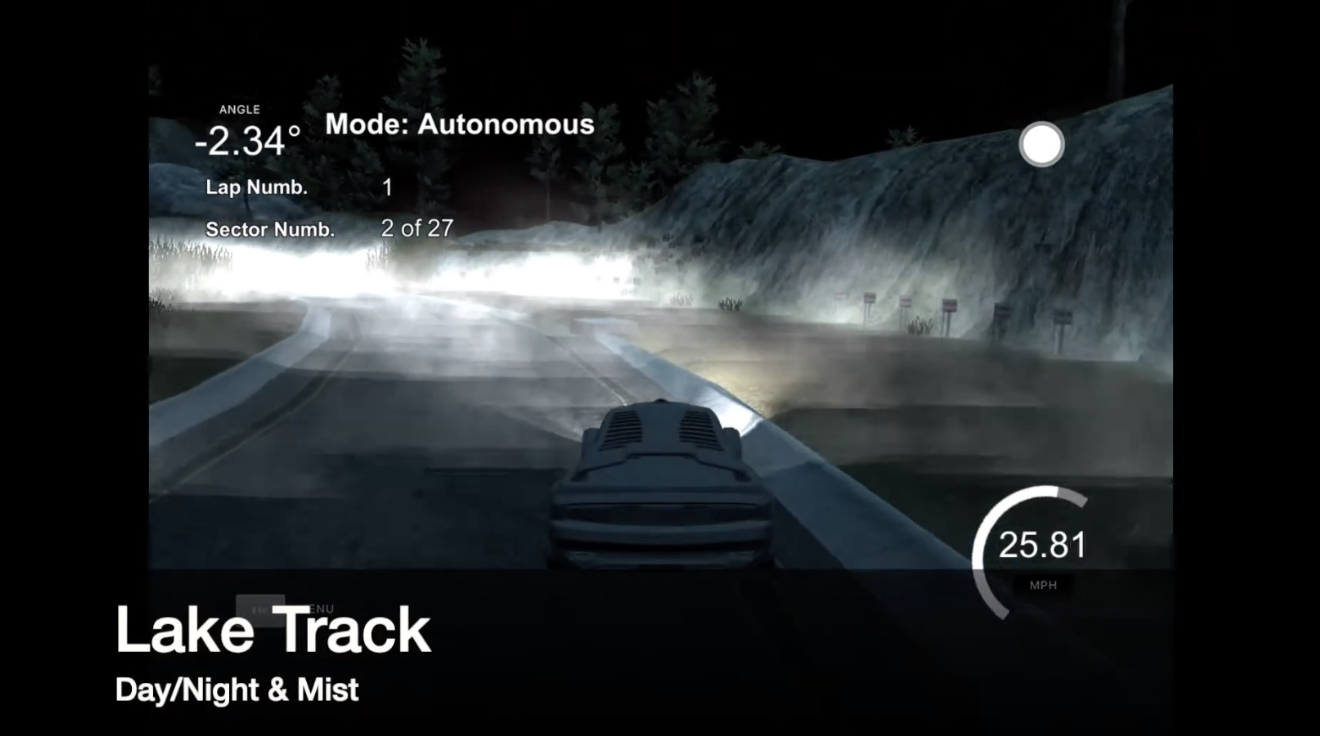 ANGLE
-2.34°
Mode: Autonomous
Lap Numb. 1
Sector Numb. 2 of 27
25.81
MPH
Lake Track
Day/Night & Mist